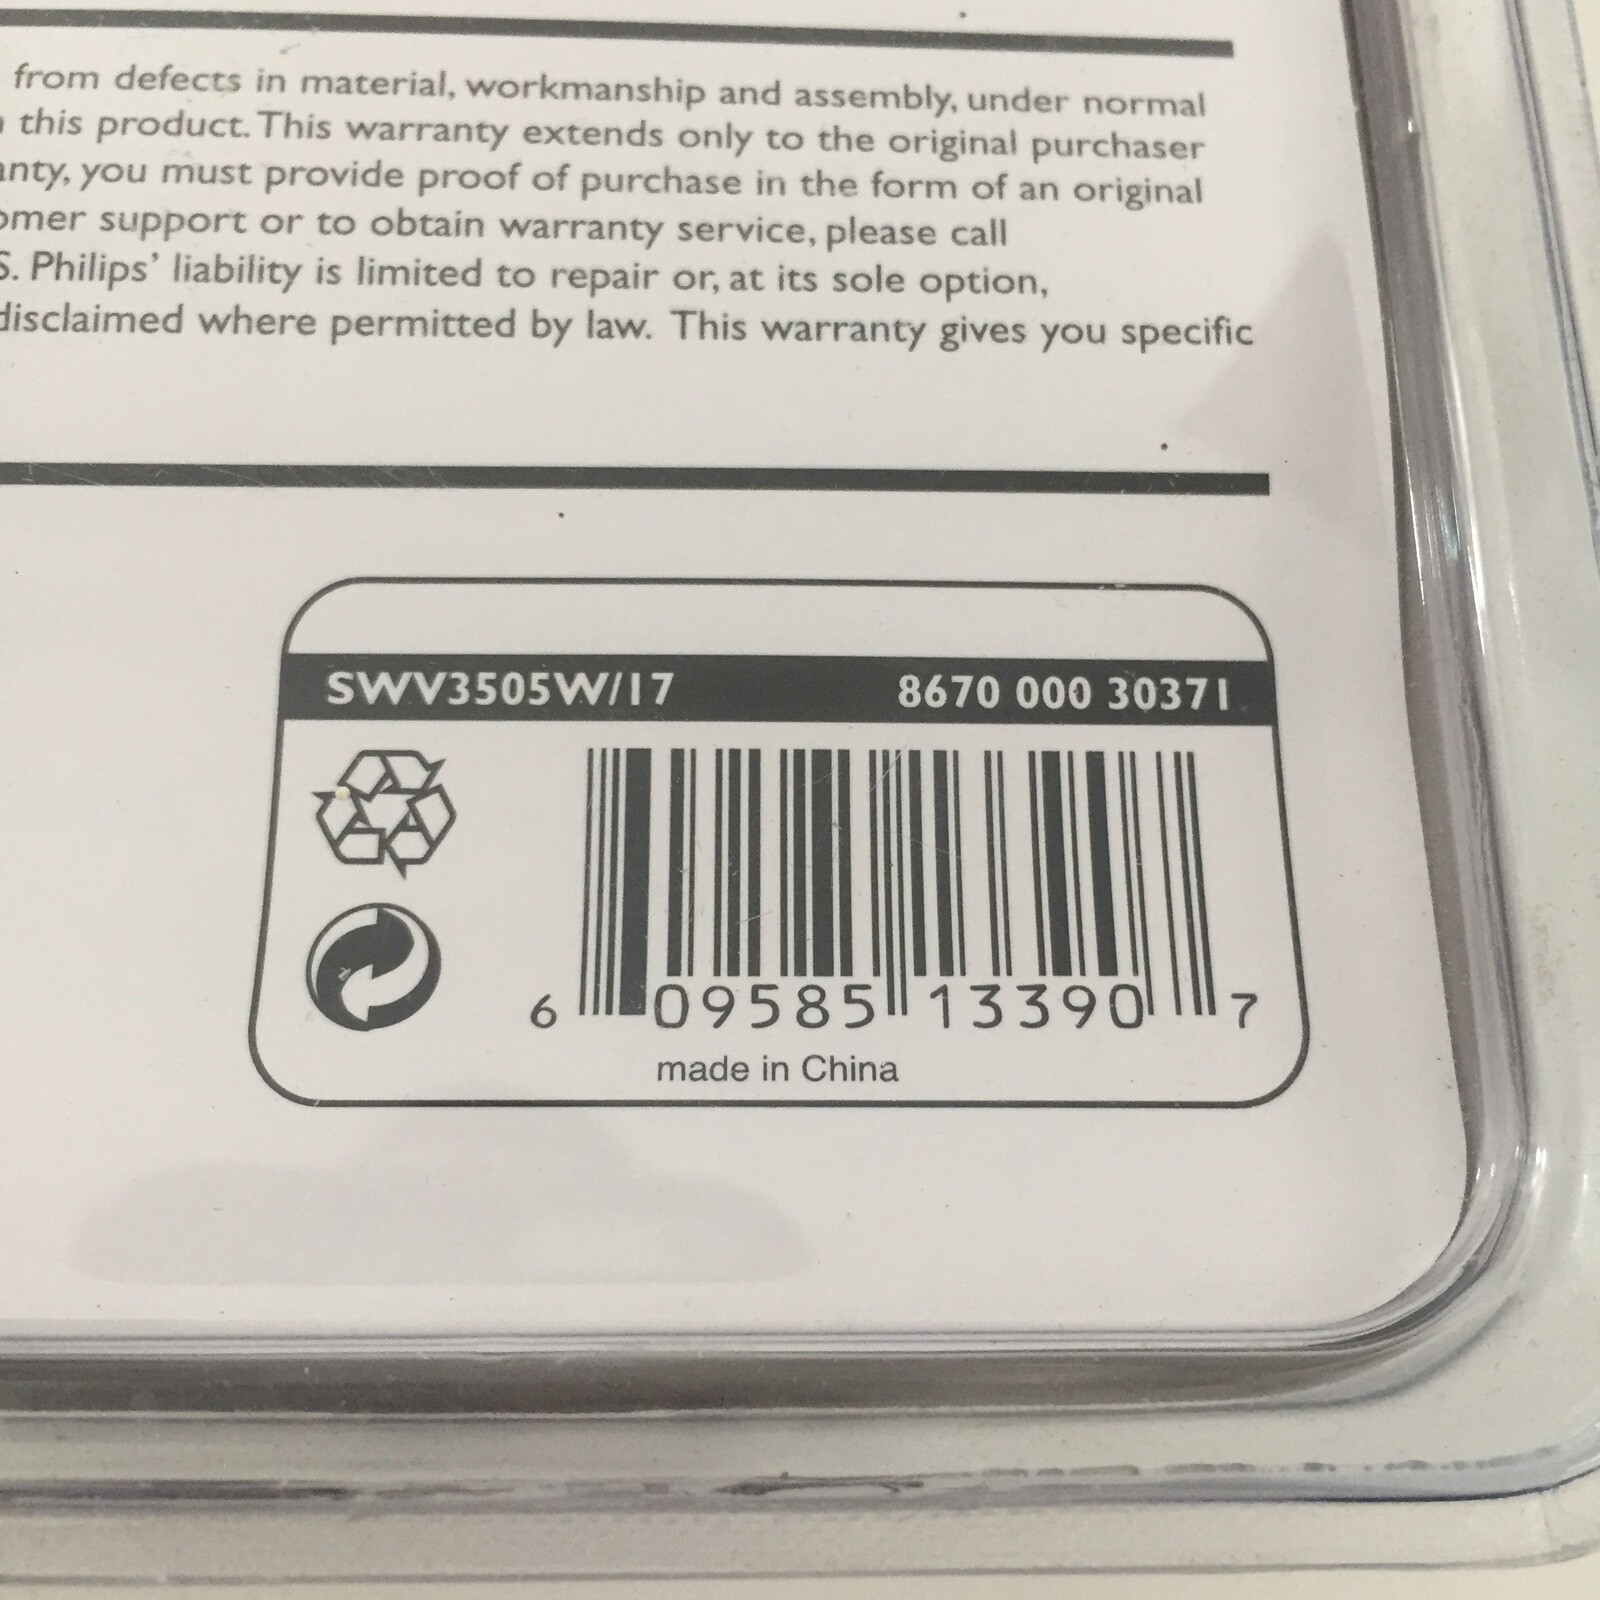 from defects in material, workmanship and assembly, under normal
this product. This warranty extends only to the original purchaser
you must provide proof of purchase in the form of an original
support or to obtain warranty service, please call
S. Philips' liability is limited to repair or, at its sole option,
disclaimed where permitted by law. This warranty gives you specific
SWV3505W/17 8670 000 30371
6 09585 13390 7
made in China